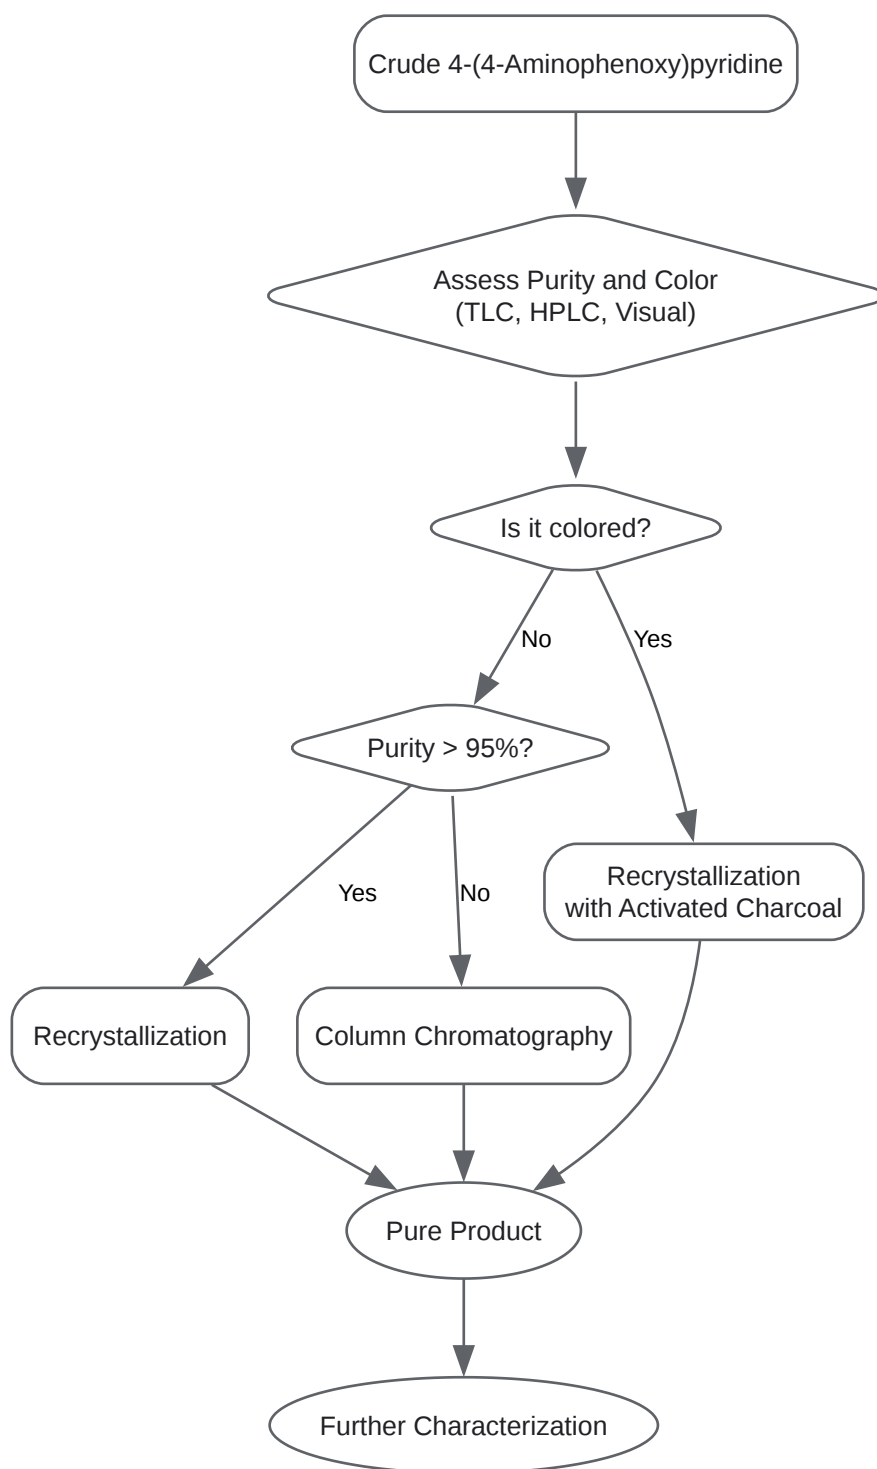 Crude 4-(4-Aminophenoxy)pyridine
Assess Purity and Color
(TLC, HPLC, Visual)
Is it colored?
No
Yes
Purity > 95%?
Yes
No
Recrystallization
with Activated Charcoal
Recrystallization
Column Chromatography
Pure Product
Further Characterization